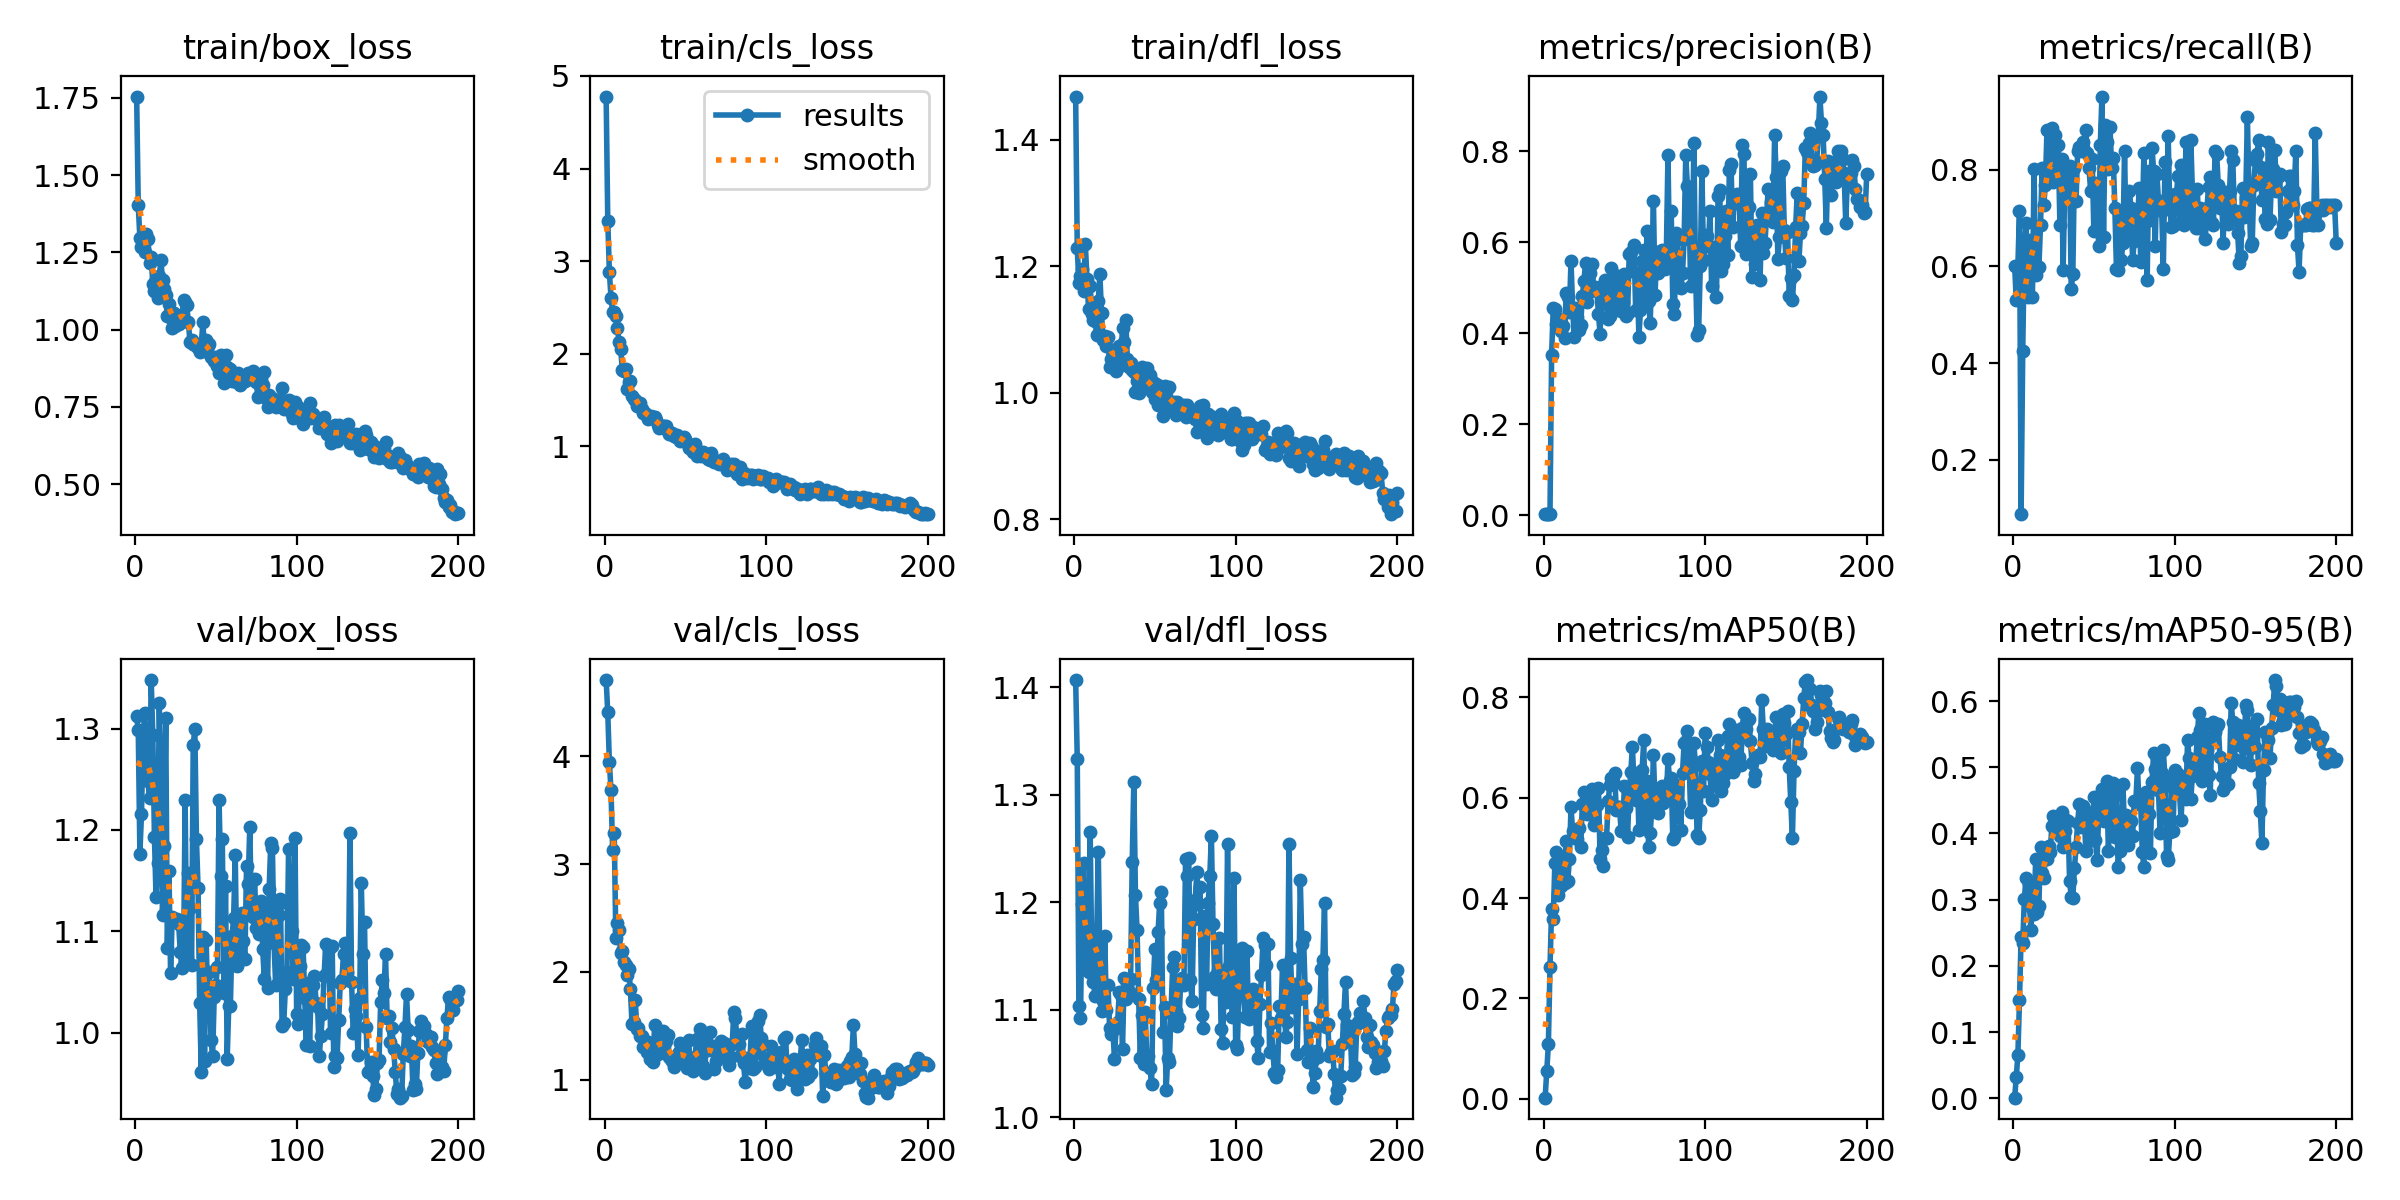 train/box_loss
1.75
1.50
1.25
1.00
0.75
0.50
0 100 200
train/cls_loss
results
smooth
5
4
3
2
1
0 100 200
train/dfl_loss
1.4
1.2
1.0
0.8
0 100 200
metrics/precision(B)
0.8
0.6
0.4
0.2
0.0
0 100 200
metrics/recall(B)
0.8
0.6
0.4
0.2
0 100 200
val/box_loss
1.3
1.2
1.1
1.0
0 100 200
val/cls_loss
4
3
2
1
0 100 200
val/dfl_loss
1.4
1.3
1.2
1.1
1.0
0 100 200
metrics/mAP50(B)
0.8
0.6
0.4
0.2
0.0
0 100 200
metrics/mAP50-95(B)
0.6
0.5
0.4
0.3
0.2
0.1
0.0
0 100 200